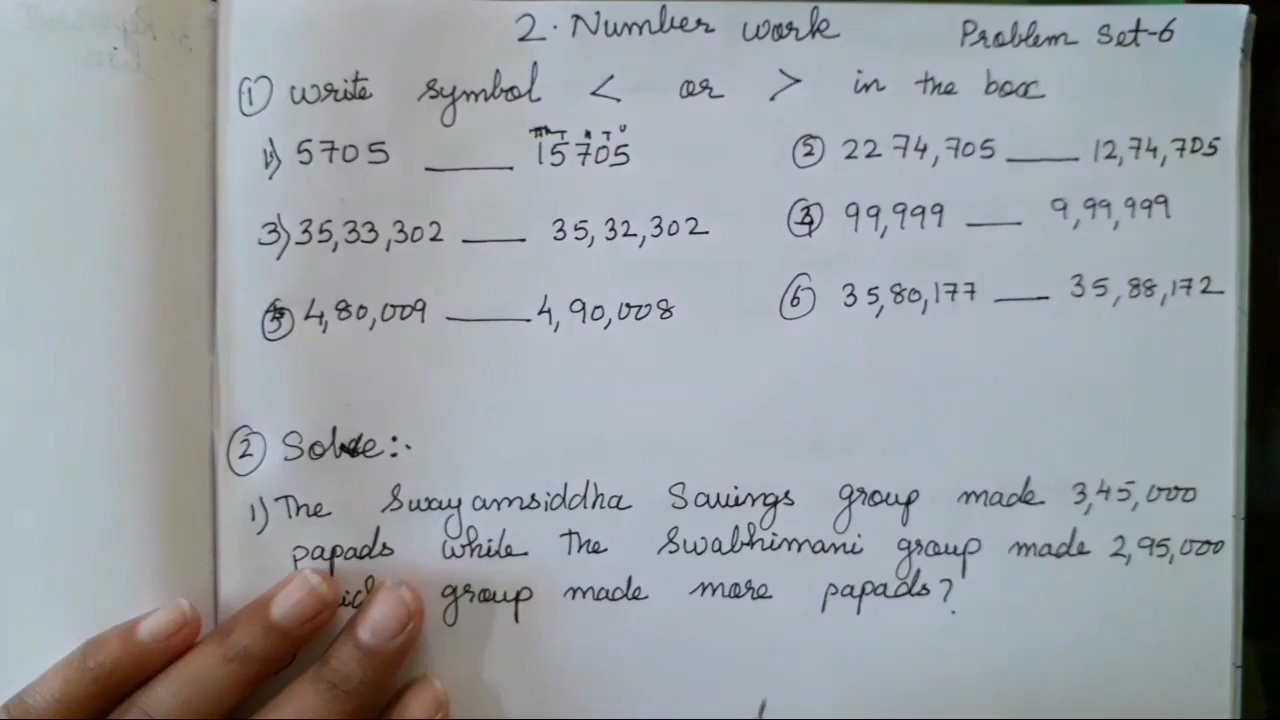 2. Number work Problem Set-6
① write symbol < or > in the box
TTh T H T U
1) 5705 ____ 15705 ② 22 74,705 ____ 12,74,705
3) 35,33,302 ____ 35,32,302 ④ 99,999 ____ 9,99,999
⑤ 4,80,009 ____ 4,90,008 ⑥ 35,80,177 ____ 35,88,172
② Solve:.
1) The Swayamsiddha Savings group made 3,45,000
papads while the Swabhimani group made 2,95,000
group made more papads?